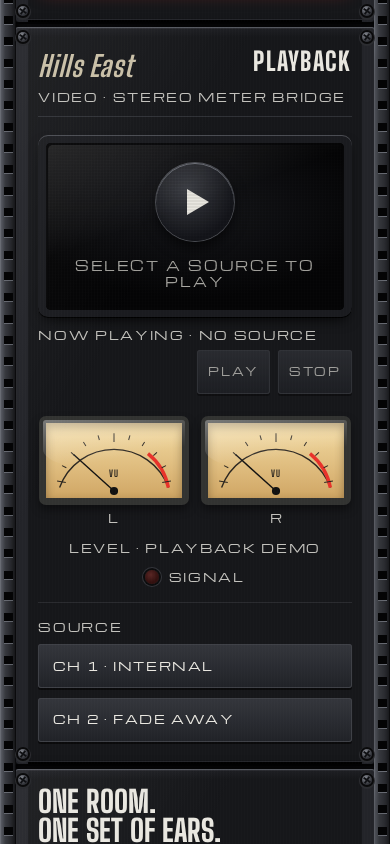 Hills East
PLAYBACK
VIDEO · STEREO METER BRIDGE
SELECT A SOURCE TO
PLAY
NOW PLAYING · NO SOURCE
PLAY
STOP
VU
VU
L
R
LEVEL · PLAYBACK DEMO
SIGNAL
SOURCE
CH 1 · INTERNAL
CH 2 · FADE AWAY
ONE ROOM.
ONE SET OF EARS.